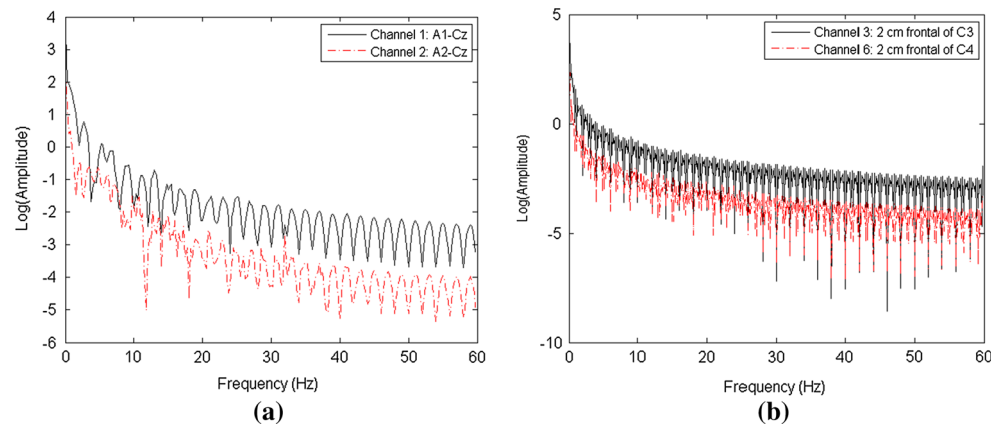 4
3
2
1
0
-1
-2
-3
-4
-5
-6
Log(Amplitude)
0 10 20 30 40 50 60
Frequency (Hz)
Channel 1: A1-Cz
Channel 2: A2-Cz
(a)
5
0
-5
-10
Log(Amplitude)
0 10 20 30 40 50 60
Frequency (Hz)
Channel 3: 2 cm frontal of C3
Channel 6: 2 cm frontal of C4
(b)